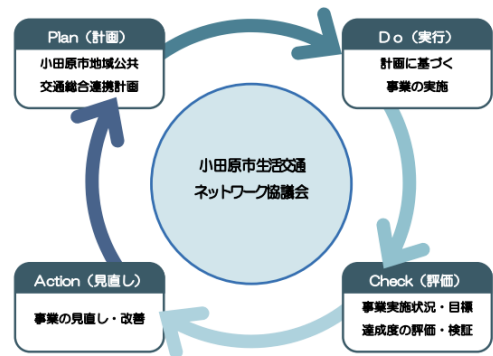 Plan（計画）
小田原市地域公共
交通総合連携計画
Do（実行）
計画に基づく
事業の実施
小田原市生活交通
ネットワーク協議会
Action（見直し）
事業の見直し・改善
Check（評価）
事業実施状況・目標
達成度の評価・検証